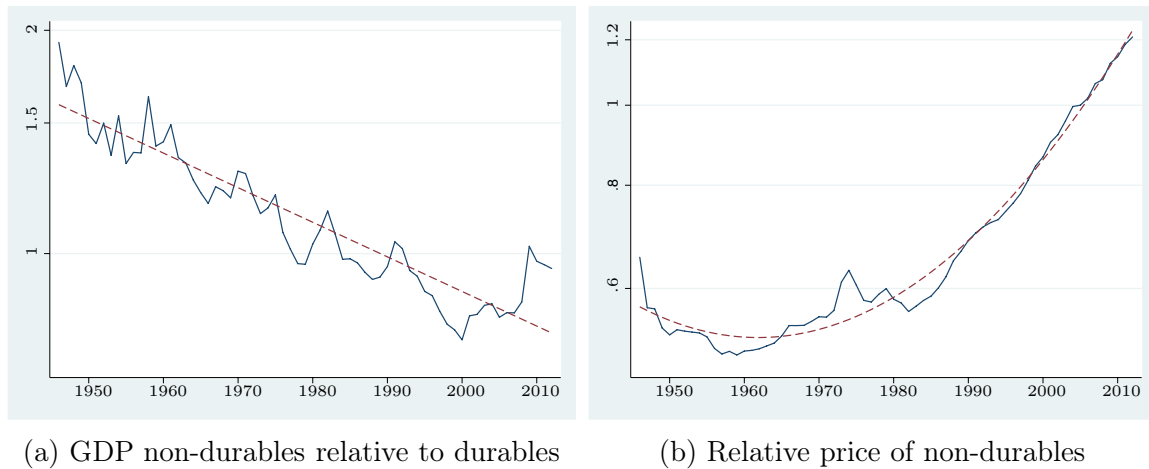 2
1.5
1
1950 1960 1970 1980 1990 2000 2010
(a) GDP non-durables relative to durables
1.2
1
.8
.6
1950 1960 1970 1980 1990 2000 2010
(b) Relative price of non-durables